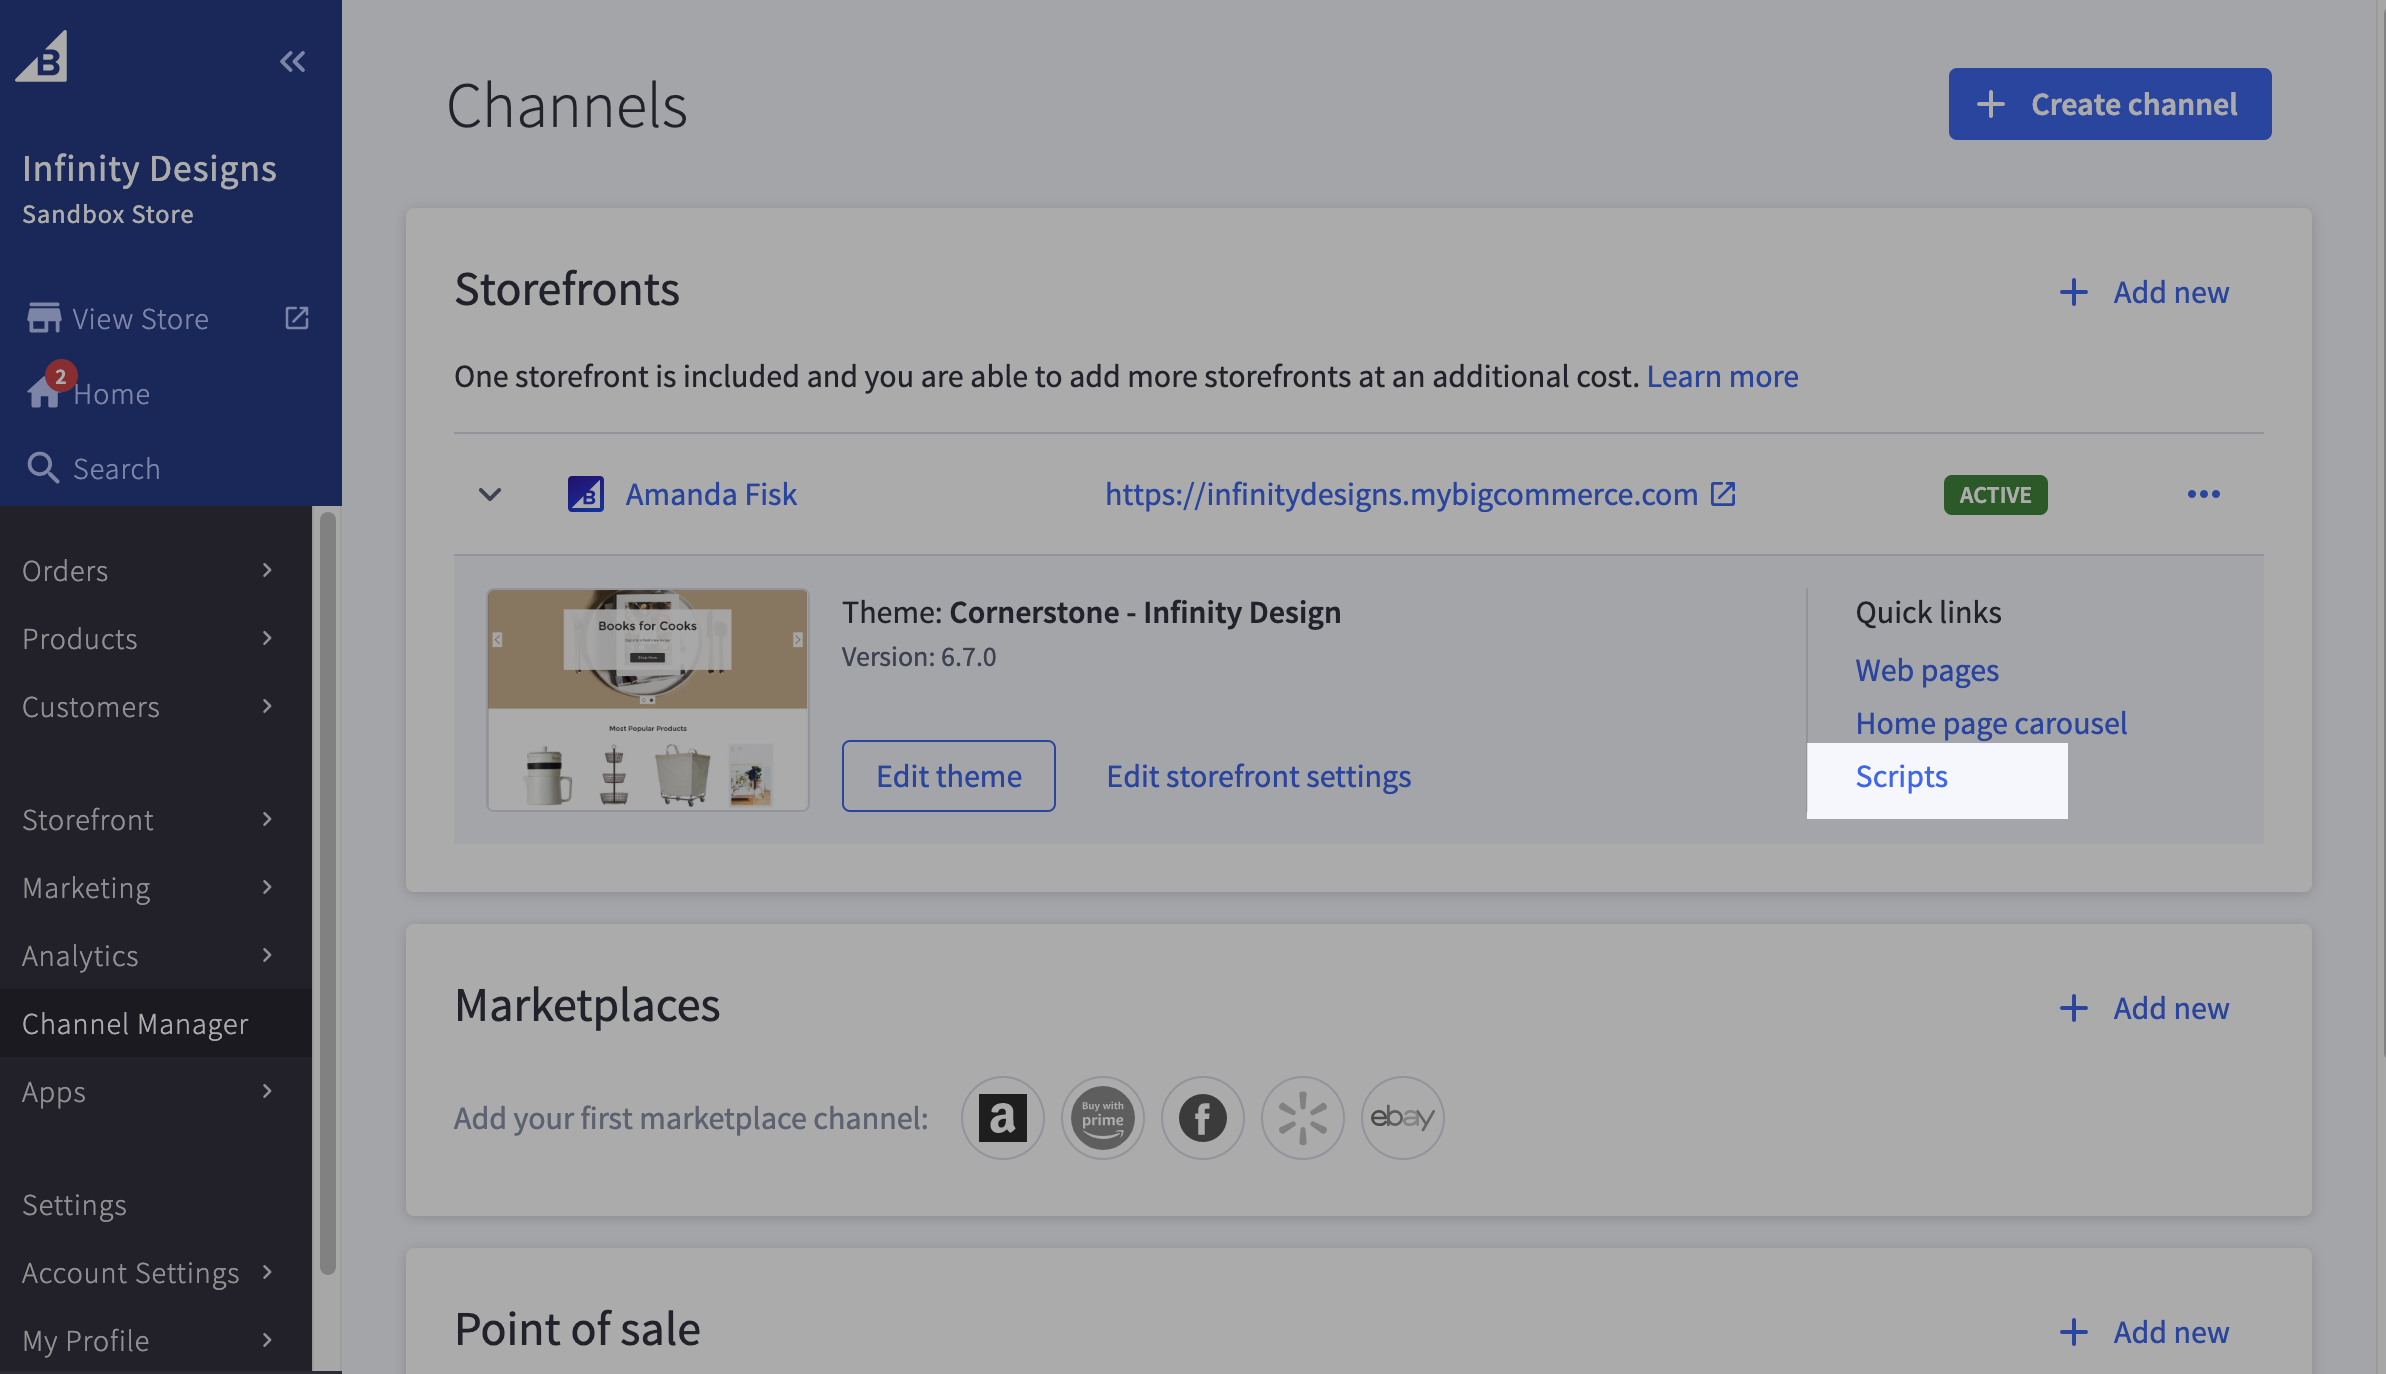 B
Infinity Designs
Sandbox Store
View Store
2
Home
Search
Orders
Products
Customers
Storefront
Marketing
Analytics
Channel Manager
Apps
Settings
Account Settings
My Profile
Channels
Create channel
Storefronts
Add new
One storefront is included and you are able to add more storefronts at an additional cost. Learn more
B
Amanda Fisk
https://infinitydesigns.mybigcommerce.com
ACTIVE
Books for Cooks
Most Popular Products
Theme: Cornerstone - Infinity Design
Version: 6.7.0
Edit theme
Edit storefront settings
Quick links
Web pages
Home page carousel
Scripts
Marketplaces
Add new
Add your first marketplace channel:
a
Buy with
prime
f
ebay
Point of sale
Add new